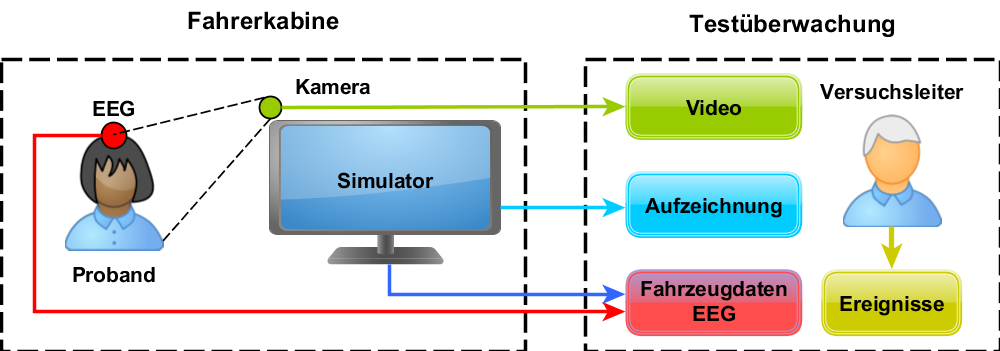 Fahrerkabine
Testüberwachung
Kamera
EEG
Video
Versuchsleiter
Simulator
Aufzeichnung
Proband
Fahrzeugdaten
EEG
Ereignisse